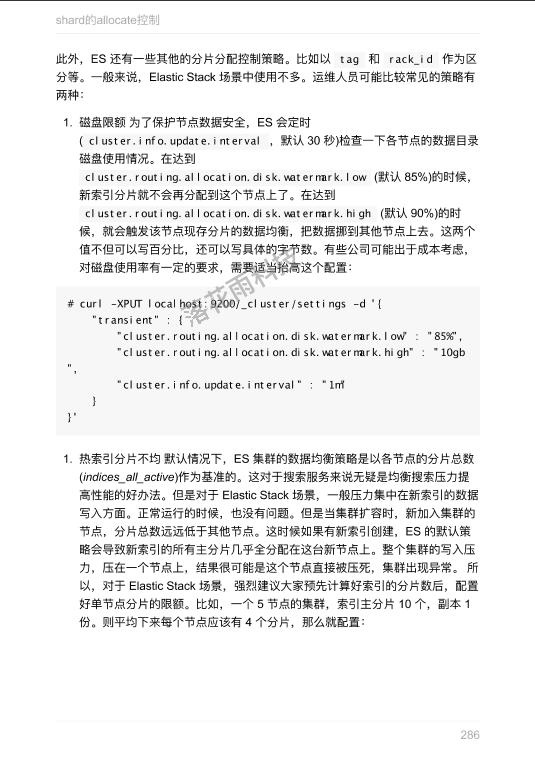 shard的allocate控制
此外，ES 还有一些其他的分片分配控制策略。比如以 tag 和 rack_id 作为区
分等。一般来说，Elastic Stack 场景中使用不多。运维人员可能比较常见的策略有
两种：
1. 磁盘限额 为了保护节点数据安全，ES 会定时
( cluster.info.update.interval ，默认 30 秒)检查一下各节点的数据目录
磁盘使用情况。在达到
cluster.routing.allocation.disk.watermark.low (默认 85%)的时候，
新索引分片就不会再分配到这个节点上了。在达到
cluster.routing.allocation.disk.watermark.high (默认 90%)的时
候，就会触发该节点现存分片的数据均衡，把数据挪到其他节点上去。这两个
值不但可以写百分比，还可以写具体的字节数。有些公司可能出于成本考虑，
对磁盘使用率有一定的要求，需要适当抬高这个配置：
# curl -XPUT localhost:9200/_cluster/settings -d '{
"transient" : {
"cluster.routing.allocation.disk.watermark.low" : "85%",
"cluster.routing.allocation.disk.watermark.high" : "10gb
",
"cluster.info.update.interval" : "1m"
}
}'
落花雨科技
1. 热索引分片不均 默认情况下，ES 集群的数据均衡策略是以各节点的分片总数
(indices_all_active)作为基准的。这对于搜索服务来说无疑是均衡搜索压力提
高性能的好办法。但是对于 Elastic Stack 场景，一般压力集中在新索引的数据
写入方面。正常运行的时候，也没有问题。但是当集群扩容时，新加入集群的
节点，分片总数远远低于其他节点。这时候如果有新索引创建，ES 的默认策
略会导致新索引的所有主分片几乎全分配在这台新节点上。整个集群的写入压
力，压在一个节点上，结果很可能是这个节点直接被压死，集群出现异常。 所
以，对于 Elastic Stack 场景，强烈建议大家预先计算好索引的分片数后，配置
好单节点分片的限额。比如，一个 5 节点的集群，索引主分片 10 个，副本 1
份。则平均下来每个节点应该有 4 个分片，那么就配置：
286